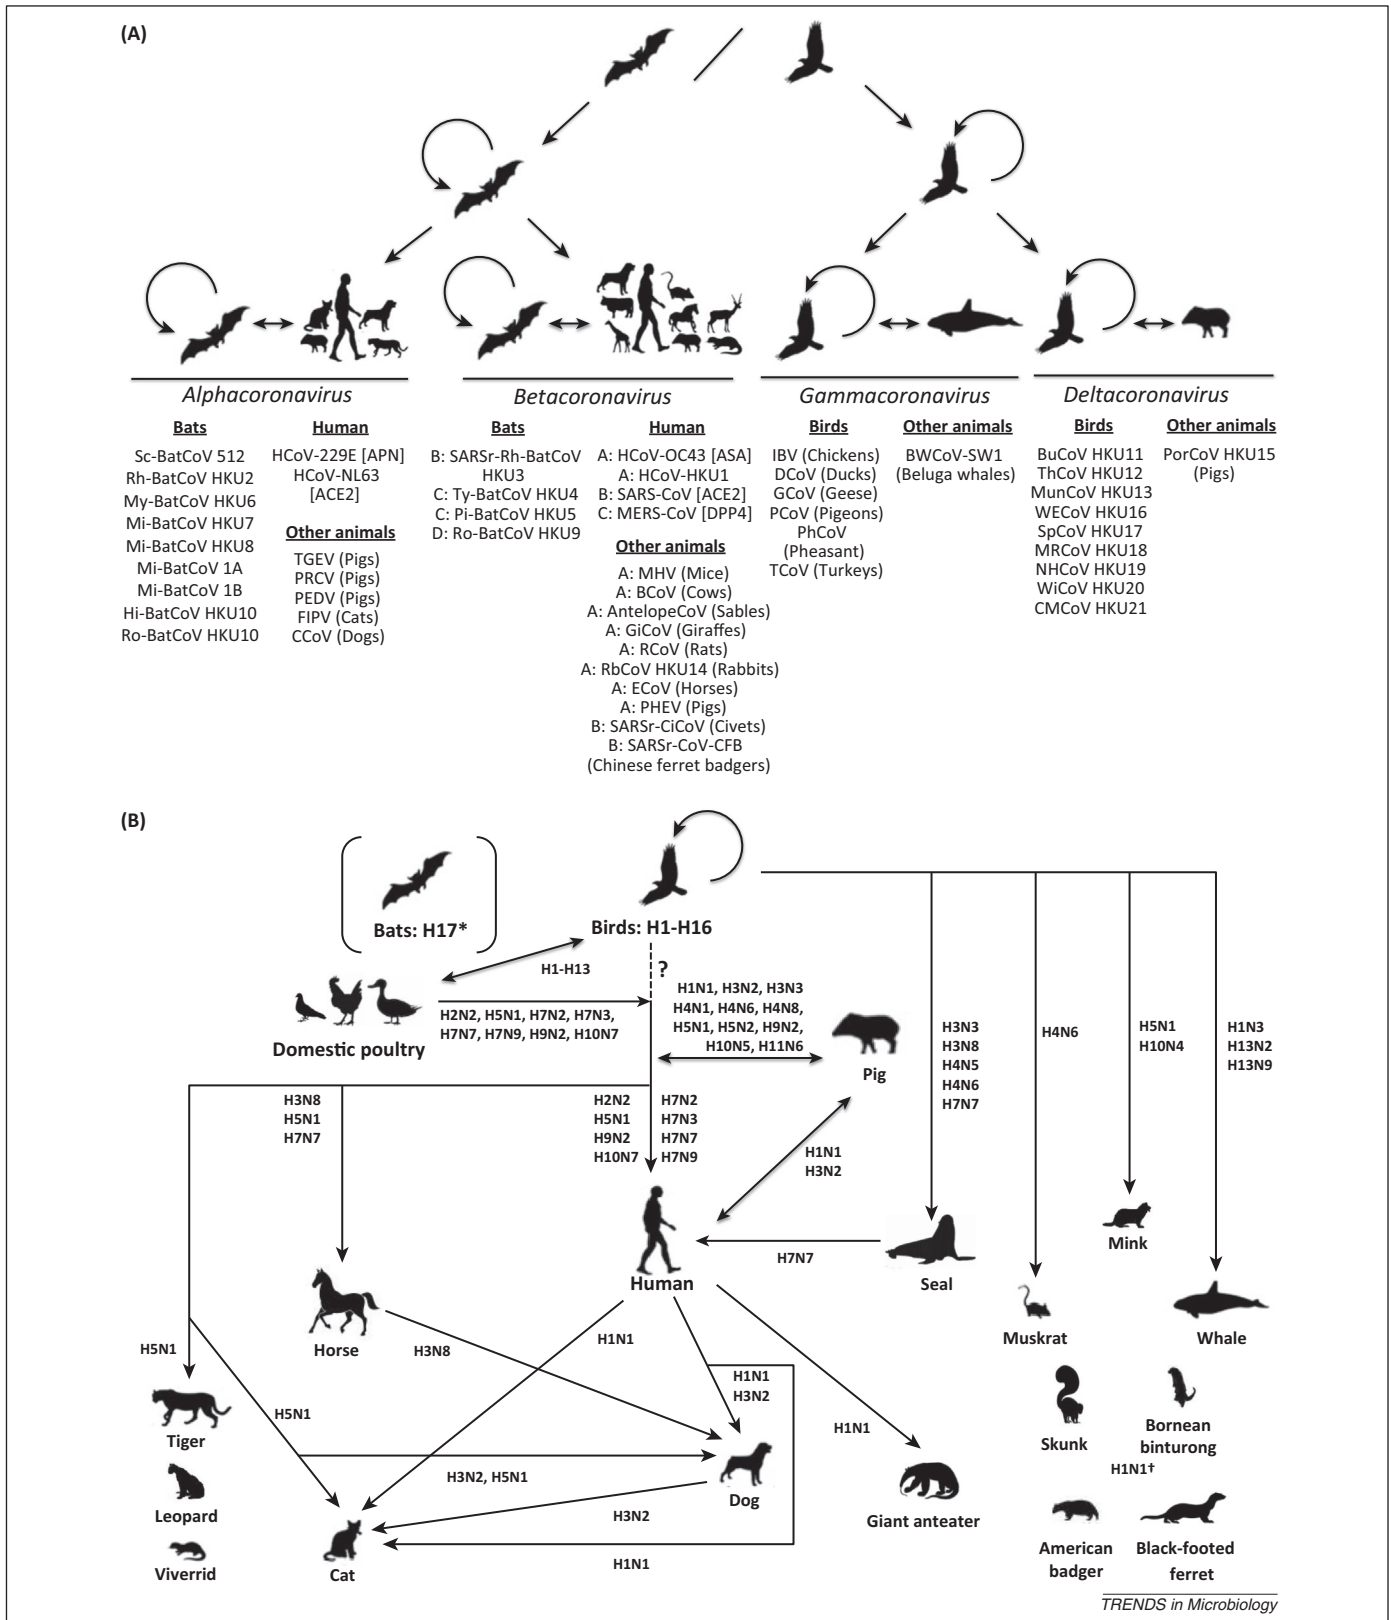 (A)
Alphacoronavirus
Bats
Sc-BatCoV 512
Rh-BatCoV HKU2
My-BatCoV HKU6
Mi-BatCoV HKU7
Mi-BatCoV HKU8
Mi-BatCoV 1A
Mi-BatCoV 1B
Hi-BatCoV HKU10
Ro-BatCoV HKU10
Human
HCoV-229E [APN]
HCoV-NL63
[ACE2]
Other animals
TGEV (Pigs)
PRCV (Pigs)
PEDV (Pigs)
FIPV (Cats)
CCoV (Dogs)
Betacoronavirus
Bats
B: SARSr-Rh-BatCoV
HKU3
C: Ty-BatCoV HKU4
C: Pi-BatCoV HKU5
D: Ro-BatCoV HKU9
Human
A: HCoV-OC43 [ASA]
A: HCoV-HKU1
B: SARS-CoV [ACE2]
C: MERS-CoV [DPP4]
Other animals
A: MHV (Mice)
A: BCoV (Cows)
A: AntelopeCoV (Sables)
A: GiCoV (Giraffes)
A: RCoV (Rats)
A: RbCoV HKU14 (Rabbits)
A: ECoV (Horses)
A: PHEV (Pigs)
B: SARSr-CiCoV (Civets)
B: SARSr-CoV-CFB
(Chinese ferret badgers)
Gammacoronavirus
Birds
IBV (Chickens)
DCoV (Ducks)
GCoV (Geese)
PCoV (Pigeons)
PhCoV
(Pheasant)
TCoV (Turkeys)
Other animals
BWCoV-SW1
(Beluga whales)
Deltacoronavirus
Birds
BuCoV HKU11
ThCoV HKU12
MunCoV HKU13
WECoV HKU16
SpCoV HKU17
MRCoV HKU18
NHCoV HKU19
WiCoV HKU20
CMCoV HKU21
Other animals
PorCoV HKU15
(Pigs)
(B)
Bats: H17*
Birds: H1-H16
H1-H13
?
Domestic poultry
H2N2, H5N1, H7N2, H7N3,
H7N7, H7N9, H9N2, H10N7
H1N1, H3N2, H3N3
H4N1, H4N6, H4N8,
H5N1, H5N2, H9N2,
H10N5, H11N6
Pig
H3N3
H3N8
H4N5
H4N6
H7N7
H4N6
H5N1
H10N4
H1N3
H13N2
H13N9
H3N8
H5N1
H7N7
H2N2
H5N1
H9N2
H10N7
H7N2
H7N3
H7N7
H7N9
H1N1
H3N2
H7N7
Human
Seal
Mink
Muskrat
Whale
Horse
H3N8
H1N1
H5N1
Tiger
H5N1
H1N1
H3N2
H1N1
Skunk
Bornean
binturong
H1N1†
H3N2, H5N1
Dog
Leopard
H3N2
Giant anteater
Viverrid
Cat
H1N1
American
badger
Black-footed
ferret
TRENDS in Microbiology